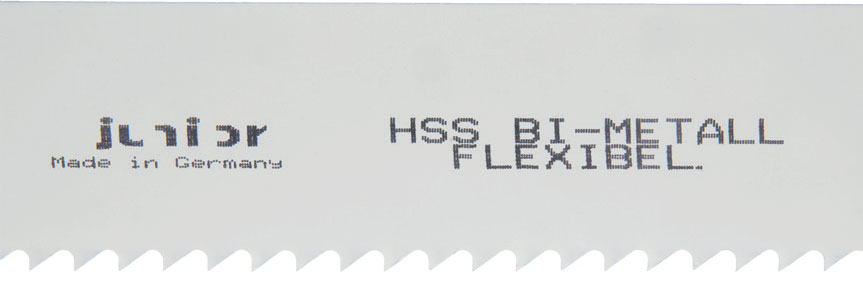 junior
Made in Germany
HSS BI-METALL
FLEXIBEL.